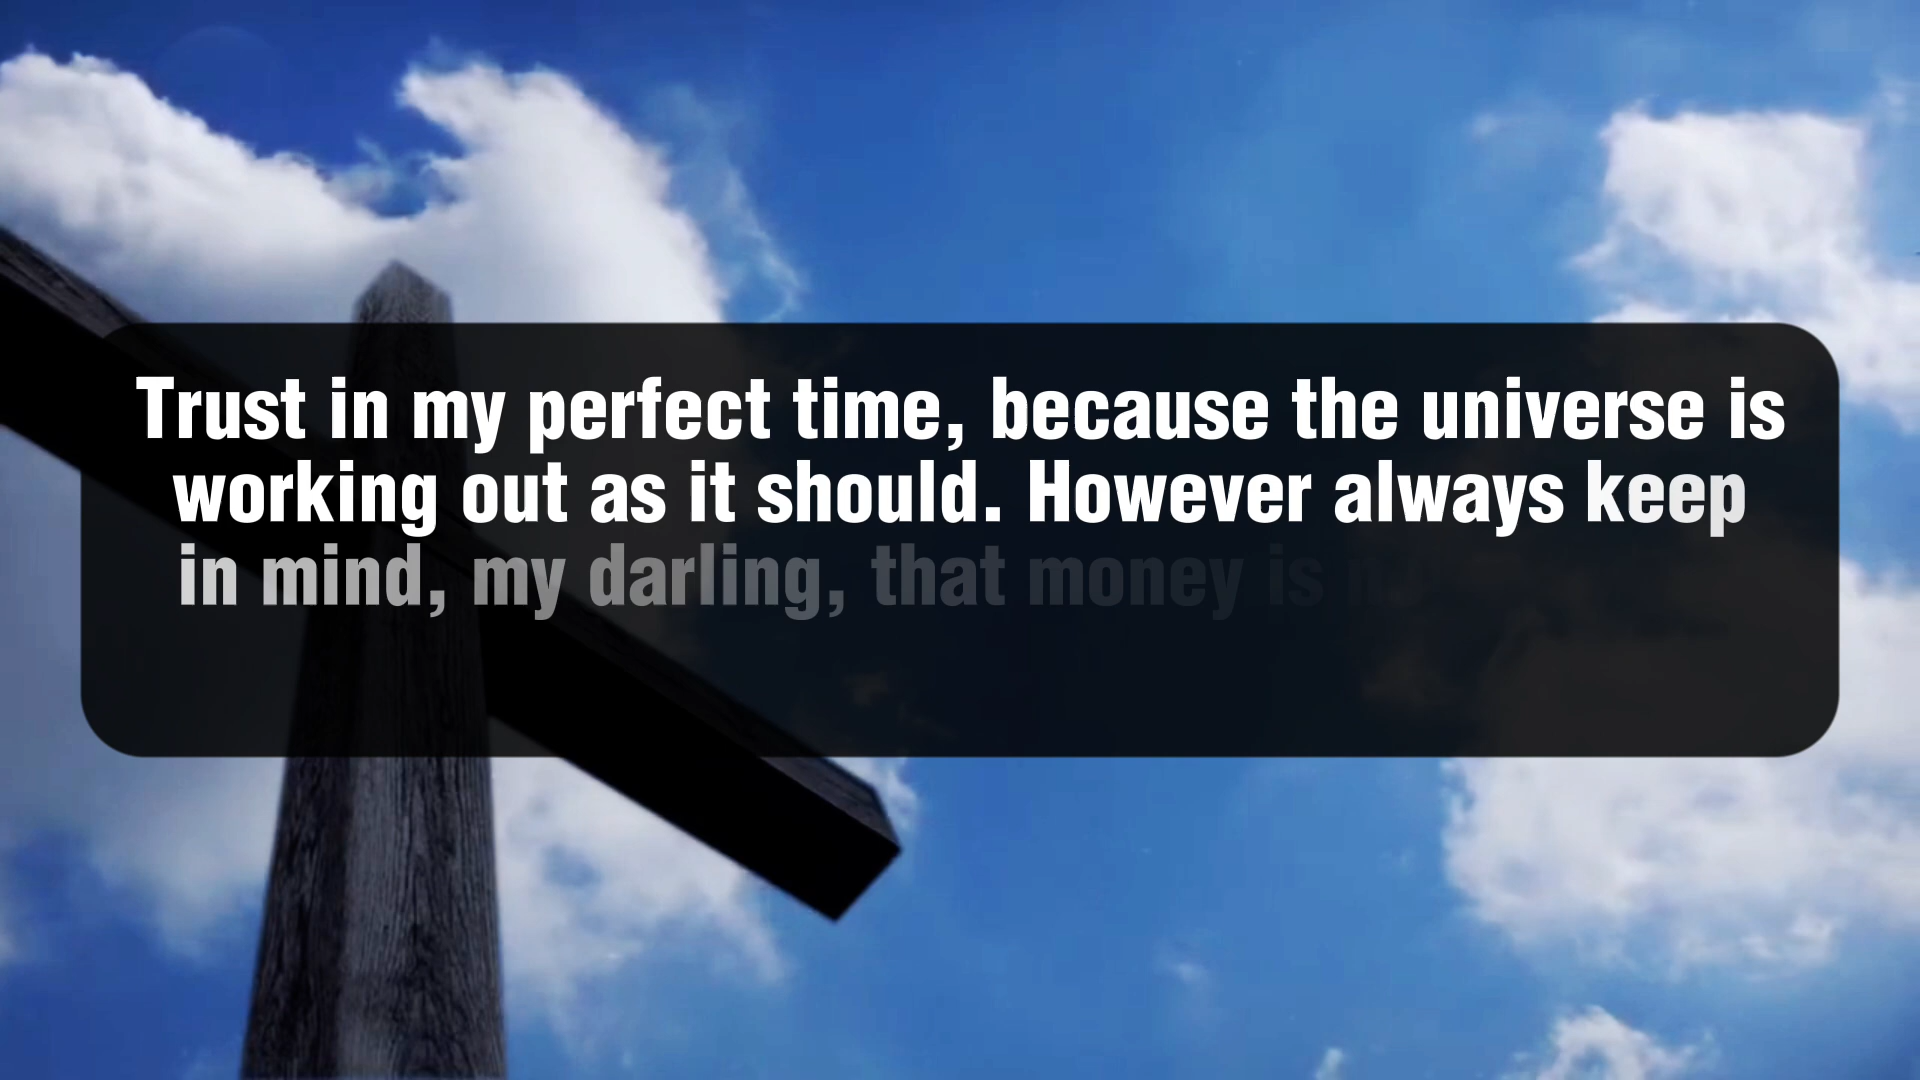 Trust in my perfect time, because the universe is
working out as it should. However always keep
in mind, my darling, that money is